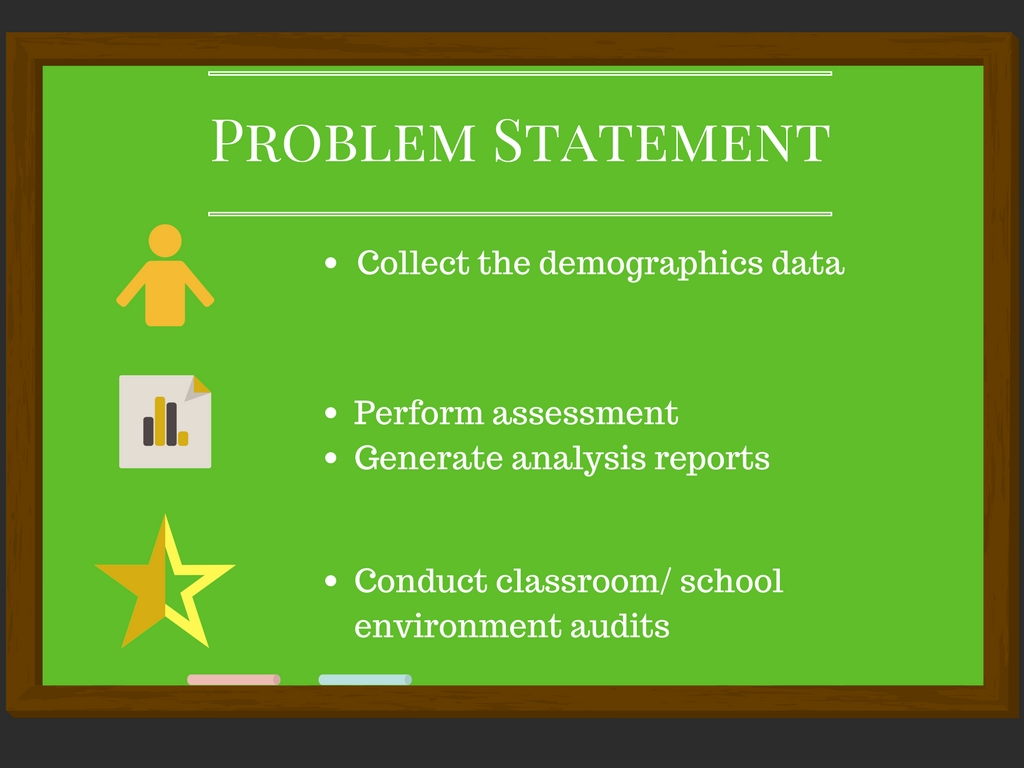 Problem Statement
• Collect the demographics data
• Perform assessment
• Generate analysis reports
• Conduct classroom/ school
environment audits